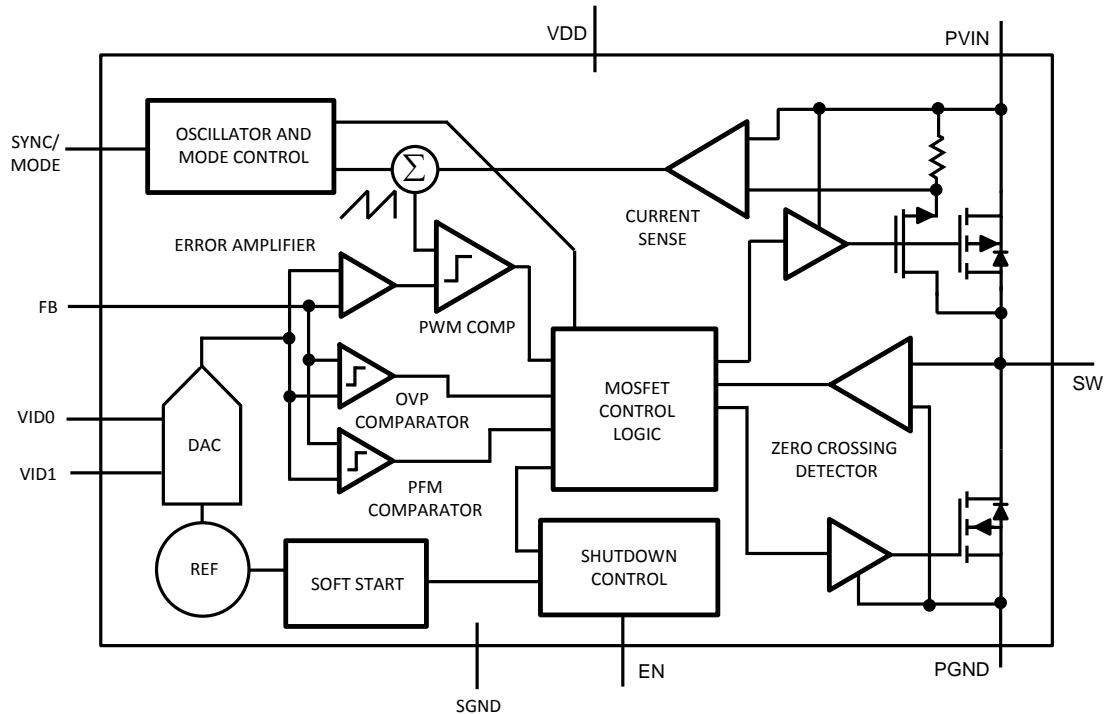 VDD
PVIN
SYNC/
MODE
OSCILLATOR AND
MODE CONTROL
Σ
CURRENT
SENSE
ERROR AMPLIFIER
FB
PWM COMP
MOSFET
CONTROL
LOGIC
SW
OVP
COMPARATOR
VID0
DAC
VID1
ZERO CROSSING
DETECTOR
PFM
COMPARATOR
REF
SOFT START
SHUTDOWN
CONTROL
SGND
EN
PGND